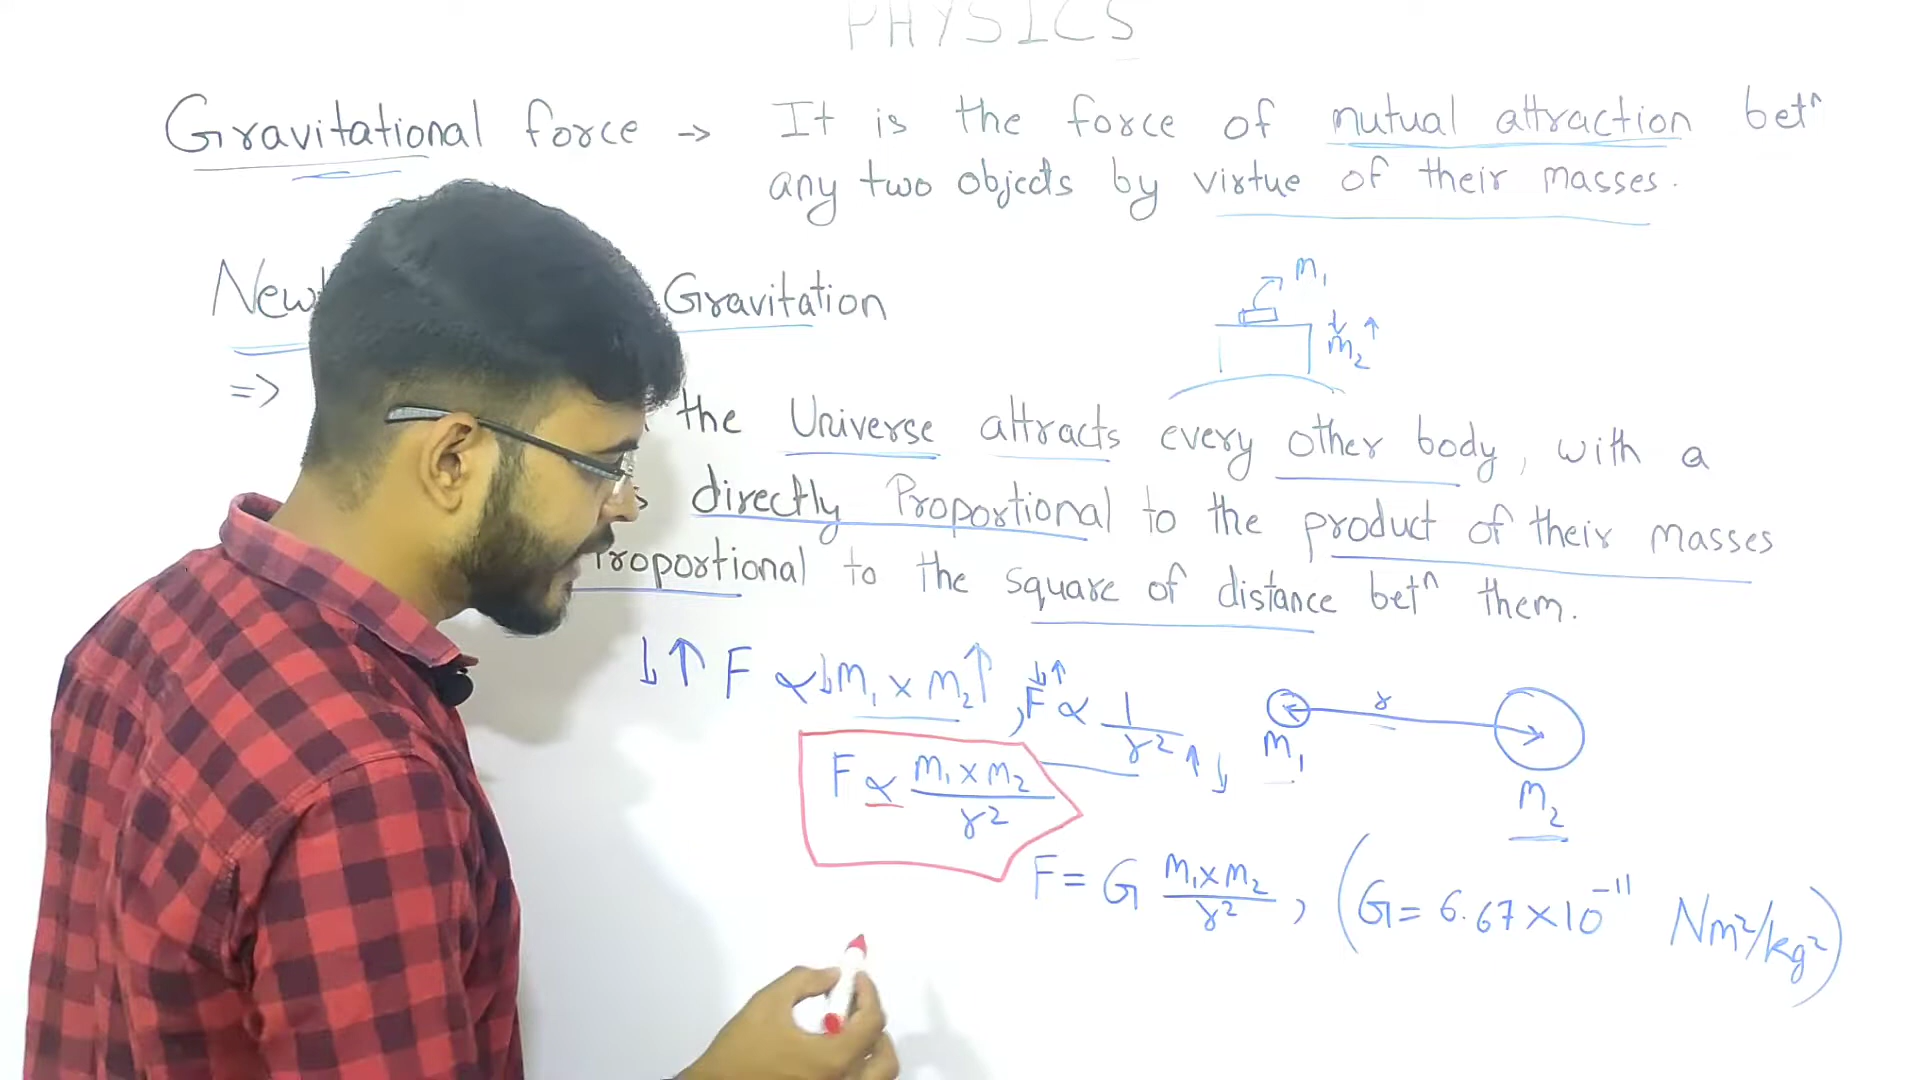 PHYSICS
Gravitational force → It is the force of mutual attraction betⁿ
any two objects by virtue of their masses.
Gravitation
m₁
↓ ↑
m₂
=> the Universe attracts every other body, with a
directly Proportional to the product of their masses
Proportional to the square of distance betⁿ them.
↓↑ F ∝ ↓m₁ × m₂↑, ↓↑ F ∝ 1/r² ↑↓
r
m₁
m₂
F ∝ m₁ × m₂ / r²
F = G m₁ × m₂ / r², (G = 6.67 × 10⁻¹¹ Nm²/kg²)